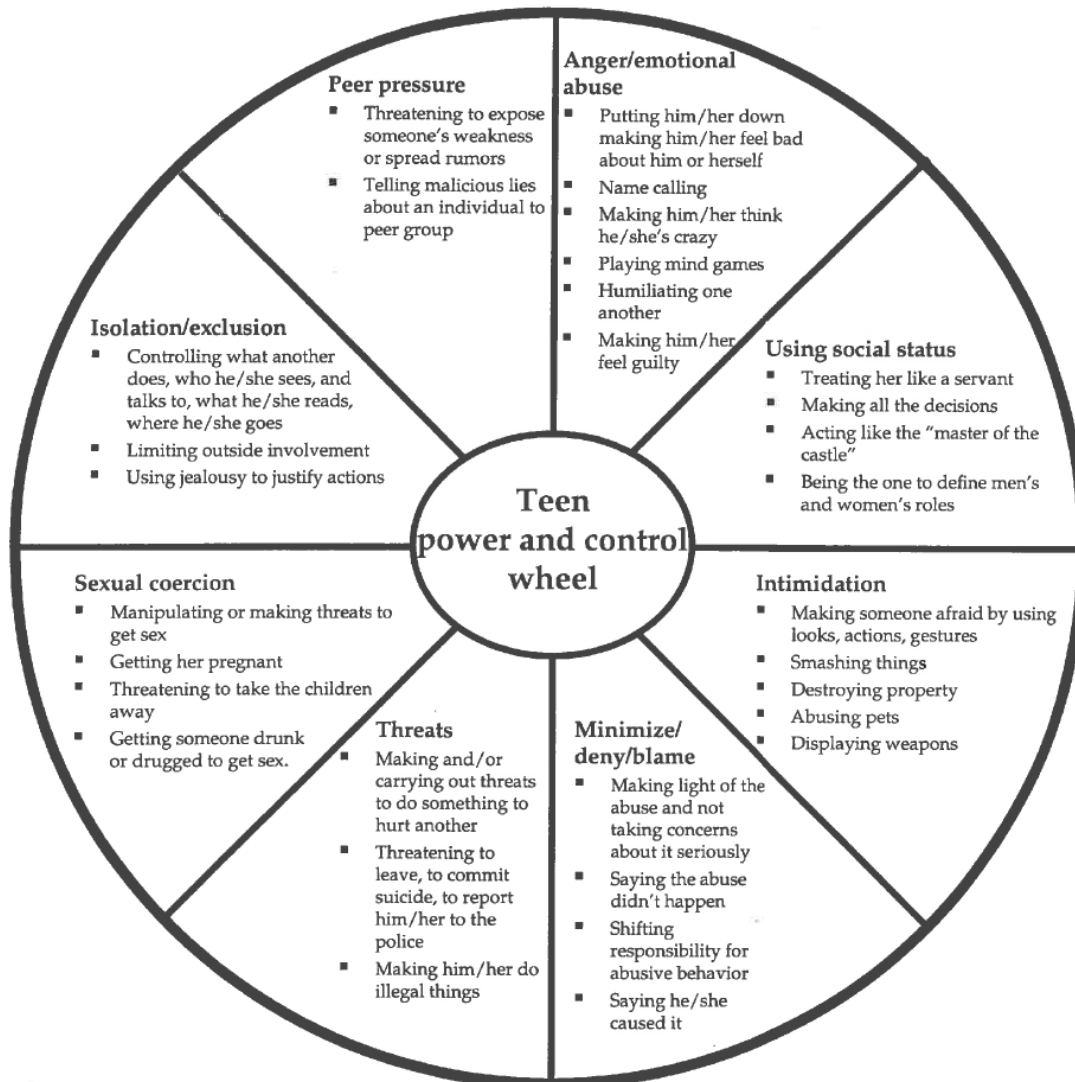 Peer pressure
▪ Threatening to expose
someone's weakness
or spread rumors
▪ Telling malicious lies
about an individual to
peer group
Anger/emotional
abuse
▪ Putting him/her down
making him/her feel bad
about him or herself
▪ Name calling
▪ Making him/her think
he/she's crazy
▪ Playing mind games
▪ Humiliating one
another
▪ Making him/her
feel guilty
Using social status
▪ Treating her like a servant
▪ Making all the decisions
▪ Acting like the "master of the
castle"
▪ Being the one to define men's
and women's roles
Intimidation
▪ Making someone afraid by using
looks, actions, gestures
▪ Smashing things
▪ Destroying property
▪ Abusing pets
▪ Displaying weapons
Minimize/
deny/blame
▪ Making light of the
abuse and not
taking concerns
about it seriously
▪ Saying the abuse
didn't happen
▪ Shifting
responsibility for
abusive behavior
▪ Saying he/she
caused it
Threats
▪ Making and/or
carrying out threats
to do something to
hurt another
▪ Threatening to
leave, to commit
suicide, to report
him/her to the
police
▪ Making him/her do
illegal things
Sexual coercion
▪ Manipulating or making threats to
get sex
▪ Getting her pregnant
▪ Threatening to take the children
away
▪ Getting someone drunk
or drugged to get sex.
Isolation/exclusion
▪ Controlling what another
does, who he/she sees, and
talks to, what he/she reads,
where he/she goes
▪ Limiting outside involvement
▪ Using jealousy to justify actions
Teen
power and control
wheel